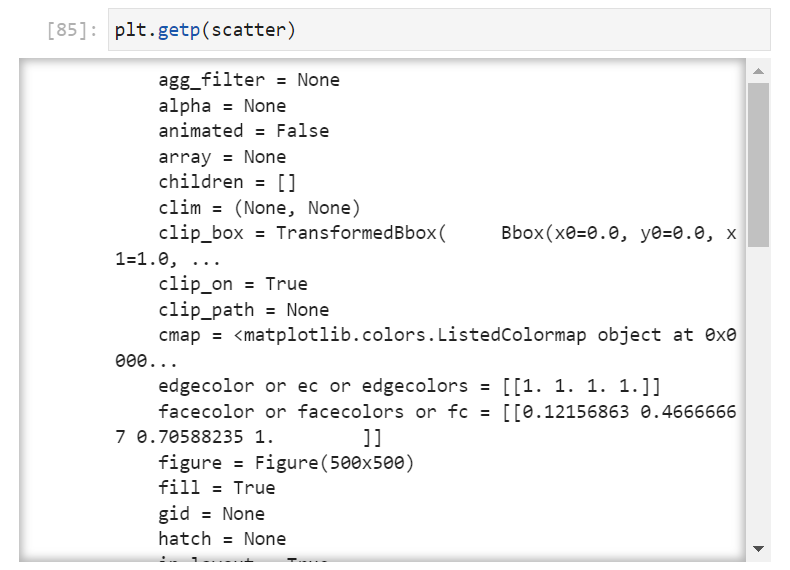 [85]: plt.getp(scatter)
agg_filter = None
alpha = None
animated = False
array = None
children = []
clim = (None, None)
clip_box = TransformedBbox(     Bbox(x0=0.0, y0=0.0, x
1=1.0, ...
clip_on = True
clip_path = None
cmap = <matplotlib.colors.ListedColormap object at 0x0
000...
edgecolor or ec or edgecolors = [[1. 1. 1. 1.]]
facecolor or facecolors or fc = [[0.12156863 0.4666666
7 0.70588235 1.        ]]
figure = Figure(500x500)
fill = True
gid = None
hatch = None